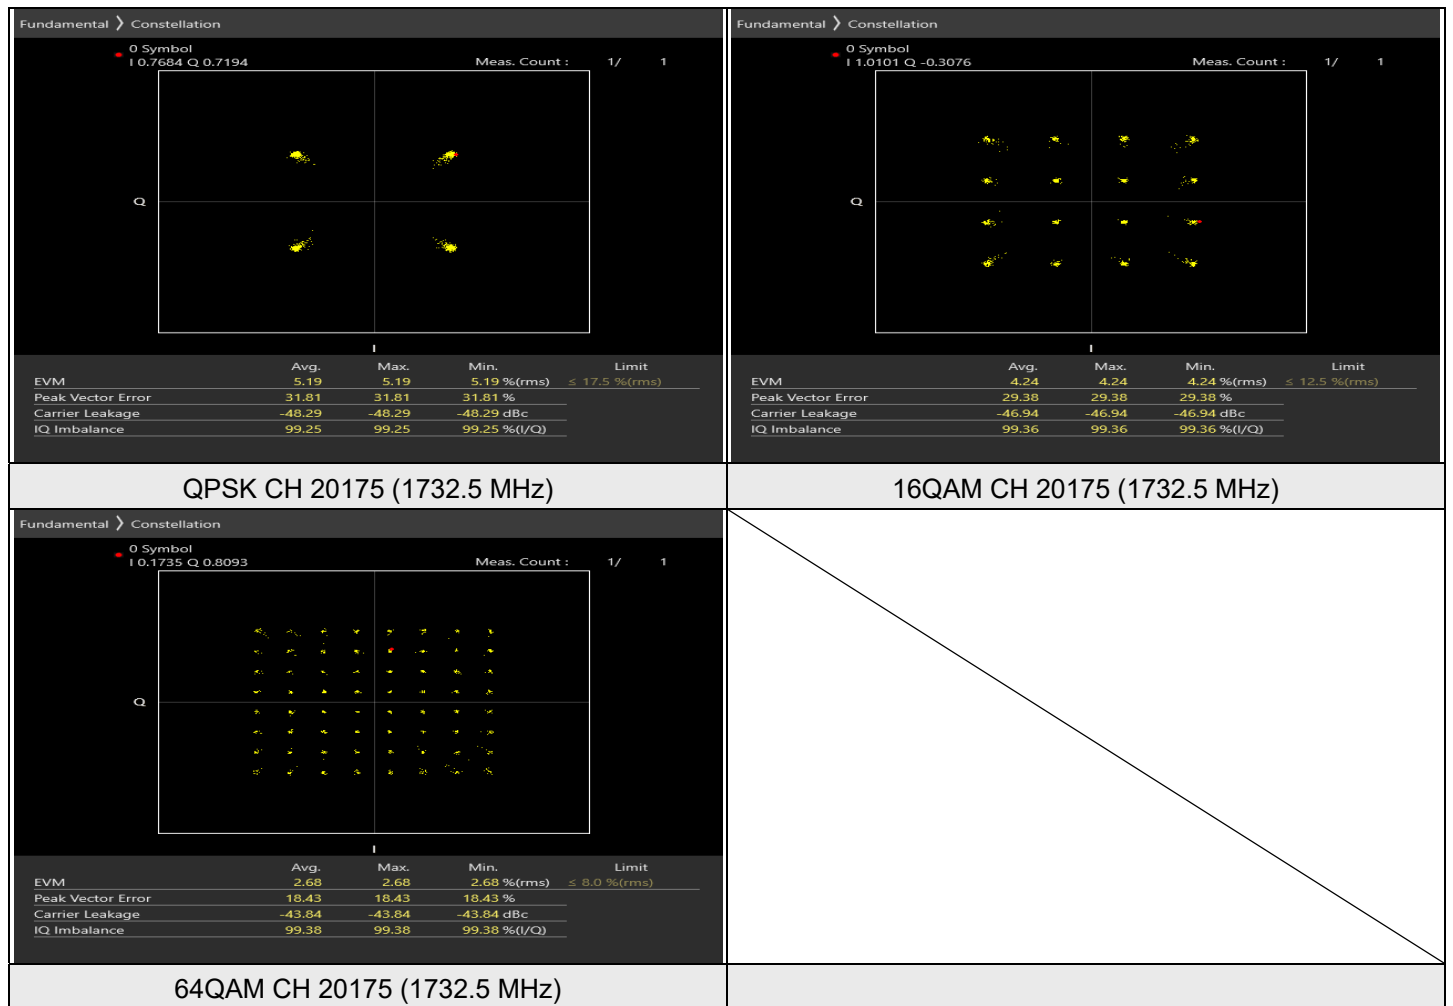 Fundamental ❯ Constellation
0 Symbol
I 0.7684 Q 0.7194 Meas. Count : 1/ 1
Q
I
Avg. Max. Min. Limit
EVM 5.19 5.19 5.19 %(rms) ≤ 17.5 %(rms)
Peak Vector Error 31.81 31.81 31.81 %
Carrier Leakage -48.29 -48.29 -48.29 dBc
IQ Imbalance 99.25 99.25 99.25 %(I/Q)
QPSK CH 20175 (1732.5 MHz)
Fundamental ❯ Constellation
0 Symbol
I 1.0101 Q -0.3076 Meas. Count : 1/ 1
Q
I
Avg. Max. Min. Limit
EVM 4.24 4.24 4.24 %(rms) ≤ 12.5 %(rms)
Peak Vector Error 29.38 29.38 29.38 %
Carrier Leakage -46.94 -46.94 -46.94 dBc
IQ Imbalance 99.36 99.36 99.36 %(I/Q)
16QAM CH 20175 (1732.5 MHz)
Fundamental ❯ Constellation
0 Symbol
I 0.1735 Q 0.8093 Meas. Count : 1/ 1
Q
I
Avg. Max. Min. Limit
EVM 2.68 2.68 2.68 %(rms) ≤ 8.0 %(rms)
Peak Vector Error 18.43 18.43 18.43 %
Carrier Leakage -43.84 -43.84 -43.84 dBc
IQ Imbalance 99.38 99.38 99.38 %(I/Q)
64QAM CH 20175 (1732.5 MHz)